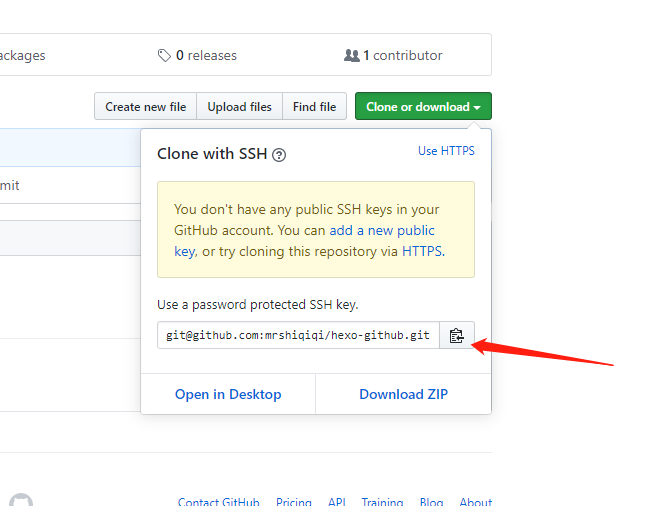 ackages
0 releases
1 contributor
Create new file
Upload files
Find file
Clone or download
Clone with SSH
Use HTTPS
mit
You don't have any public SSH keys in your
GitHub account. You can add a new public
key, or try cloning this repository via HTTPS.
Use a password protected SSH key.
git@github.com:mrshiqiqi/hexo-github.git
Open in Desktop
Download ZIP
Contact GitHub
Pricing
API
Training
Blog
About